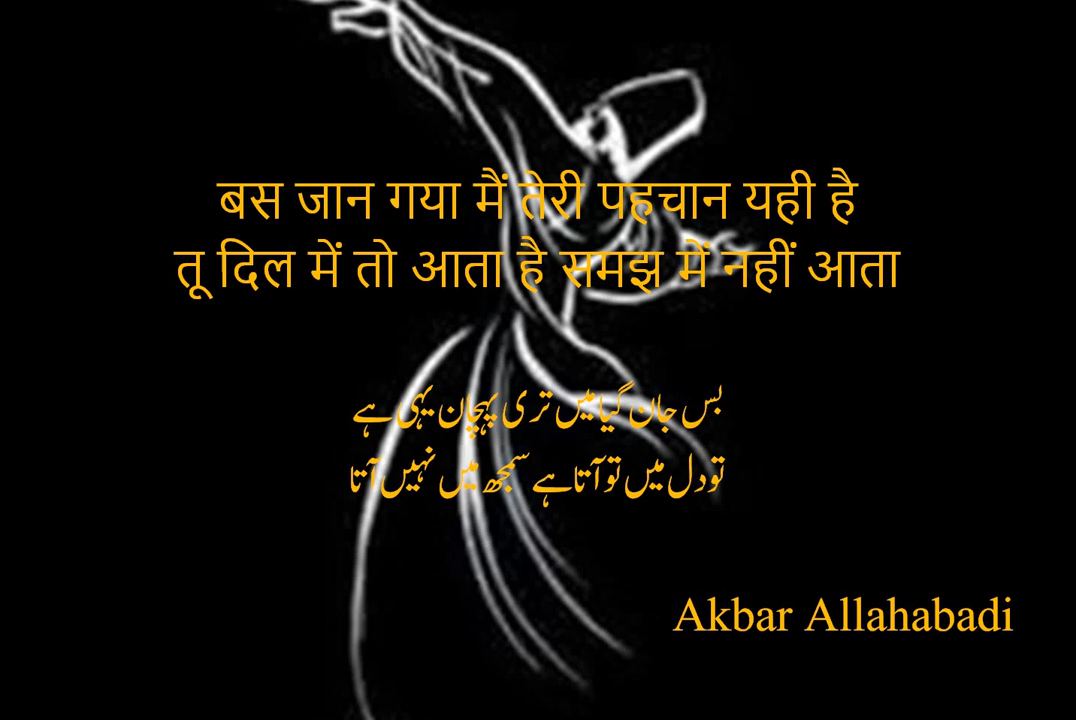 बस जान गया मैं तेरी पहचान यही है
तू दिल में तो आता है समझ में नहीं आता
بس جان گیا میں تری پہچان یہی ہے
تو دل میں تو آتا ہے سمجھ میں نہیں آتا
Akbar Allahabadi